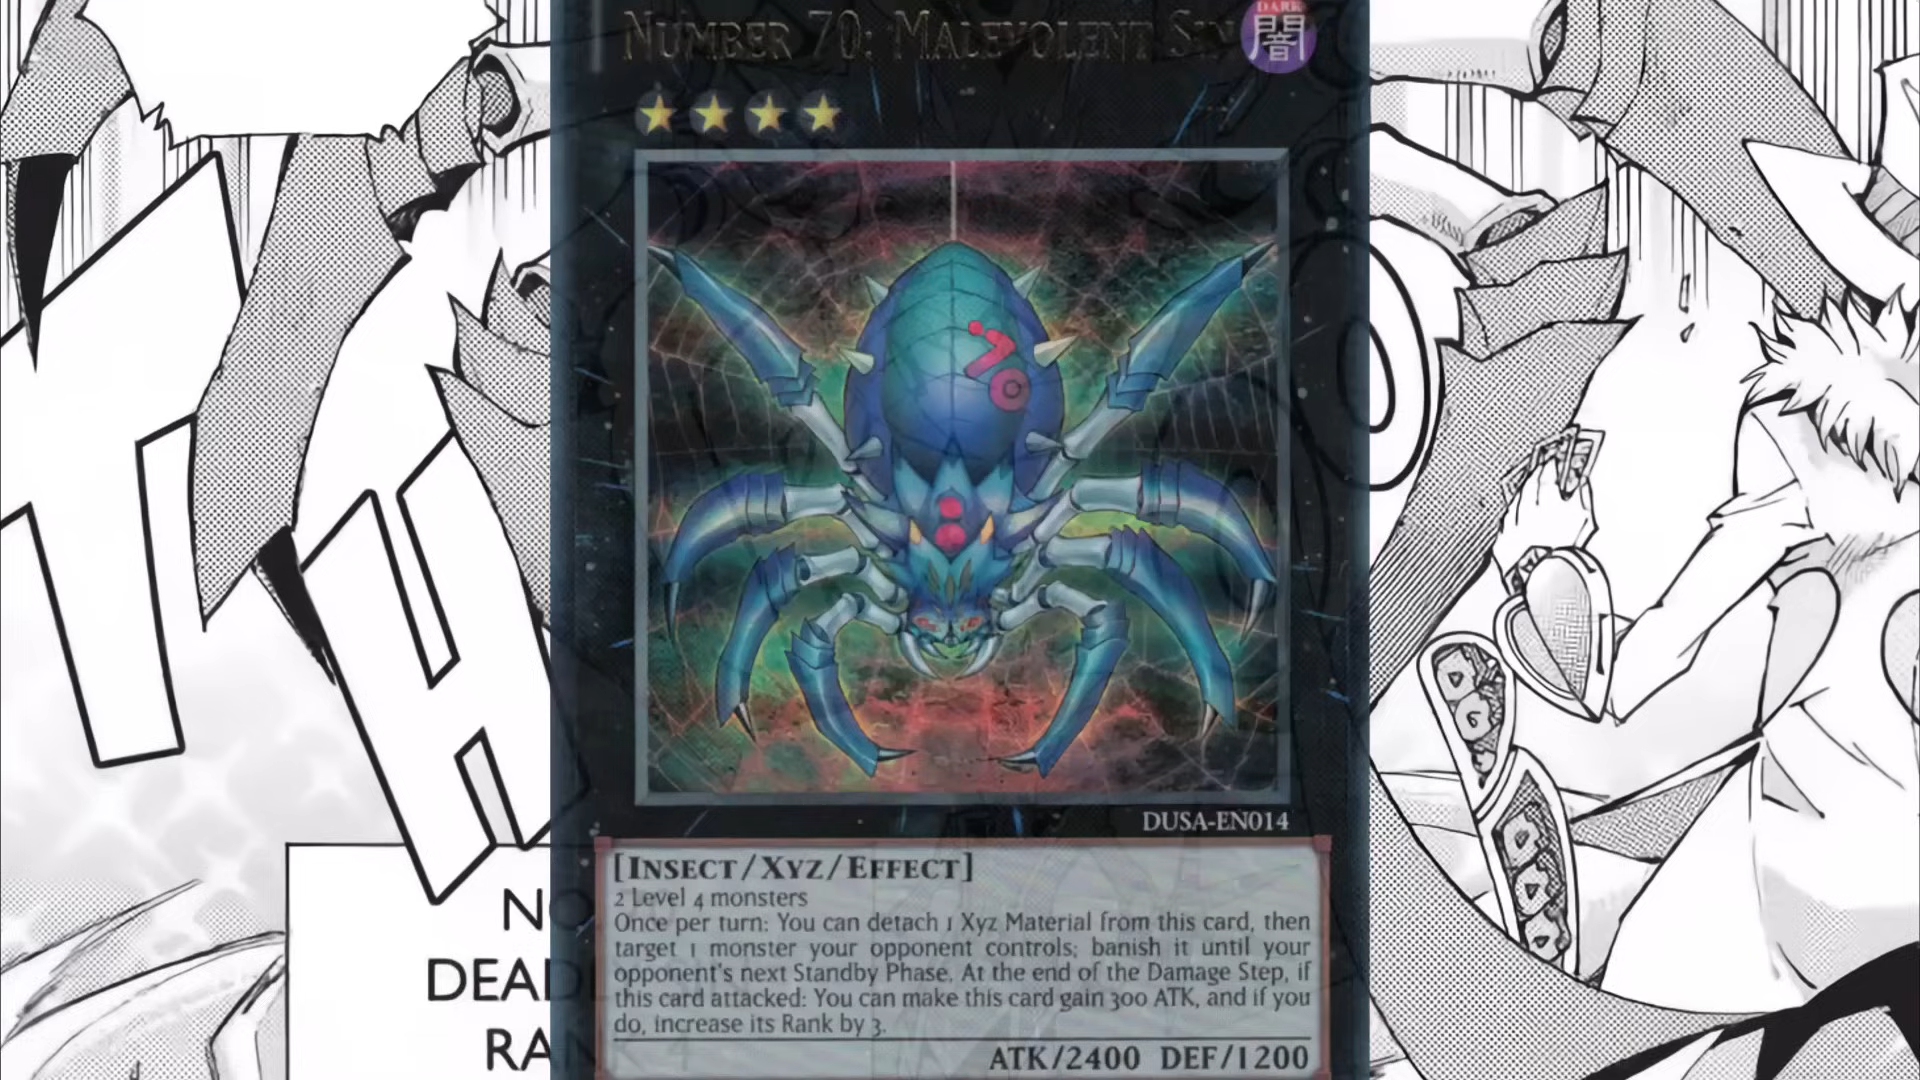 NUMBER 70: MALEVOLENT SIN
DARK
闇
70
DUSA-EN014
[INSECT/XYZ/EFFECT]
2 Level 4 monsters
Once per turn: You can detach 1 Xyz Material from this card, then
target 1 monster your opponent controls; banish it until your
opponent's next Standby Phase. At the end of the Damage Step, if
this card attacked: You can make this card gain 300 ATK, and if you
do, increase its Rank by 3.
ATK/2400 DEF/1200